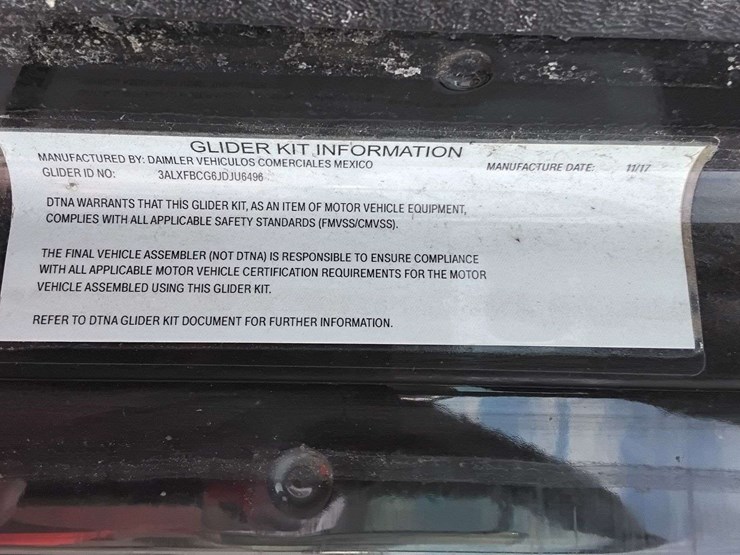 GLIDER KIT INFORMATION
MANUFACTURED BY: DAIMLER VEHICULOS COMERCIALES MEXICO
MANUFACTURE DATE: 11/17
GLIDER ID NO: 3ALXFBCG6JDJU6496
DTNA WARRANTS THAT THIS GLIDER KIT, AS AN ITEM OF MOTOR VEHICLE EQUIPMENT,
COMPLIES WITH ALL APPLICABLE SAFETY STANDARDS (FMVSS/CMVSS).
THE FINAL VEHICLE ASSEMBLER (NOT DTNA) IS RESPONSIBLE TO ENSURE COMPLIANCE
WITH ALL APPLICABLE MOTOR VEHICLE CERTIFICATION REQUIREMENTS FOR THE MOTOR
VEHICLE ASSEMBLED USING THIS GLIDER KIT.
REFER TO DTNA GLIDER KIT DOCUMENT FOR FURTHER INFORMATION.